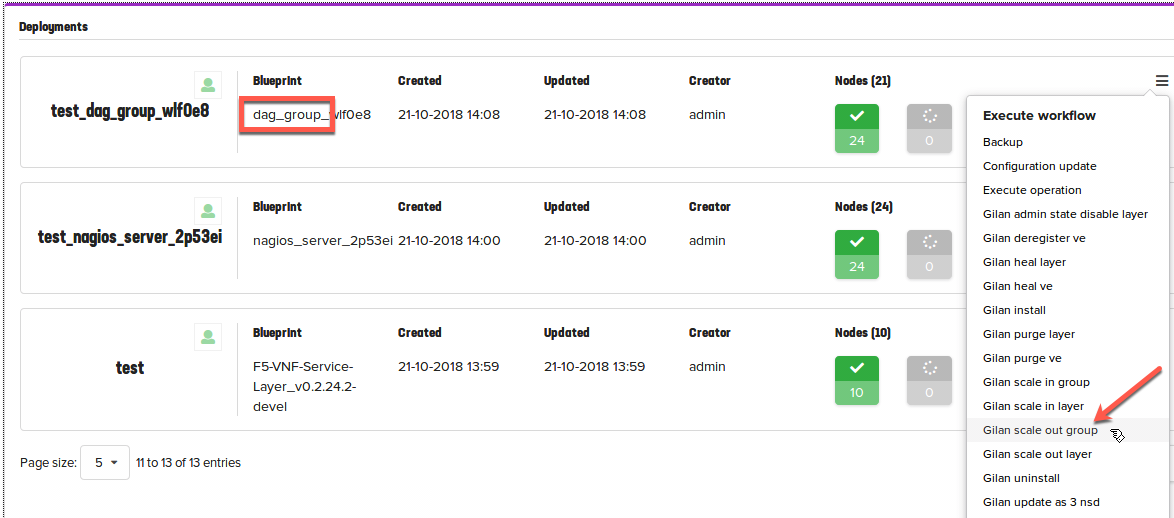 Deployments
test_dag_group_wlf0e8
Blueprint
dag_group_wlf0e8
Created
21-10-2018 14:08
Updated
21-10-2018 14:08
Creator
admin
Nodes (21)
24
0
test_nagios_server_2p53ei
Blueprint
nagios_server_2p53ei
Created
21-10-2018 14:00
Updated
21-10-2018 14:00
Creator
admin
Nodes (24)
24
0
test
Blueprint
F5-VNF-Service-
Layer_v0.2.24.2-
devel
Created
21-10-2018 13:59
Updated
21-10-2018 13:59
Creator
admin
Nodes (10)
10
0
Page size: 5 11 to 13 of 13 entries
Execute workflow
Backup
Configuration update
Execute operation
Gilan admin state disable layer
Gilan deregister ve
Gilan heal layer
Gilan heal ve
Gilan install
Gilan purge layer
Gilan purge ve
Gilan scale in group
Gilan scale in layer
Gilan scale out group
Gilan scale out layer
Gilan uninstall
Gilan update as 3 nsd